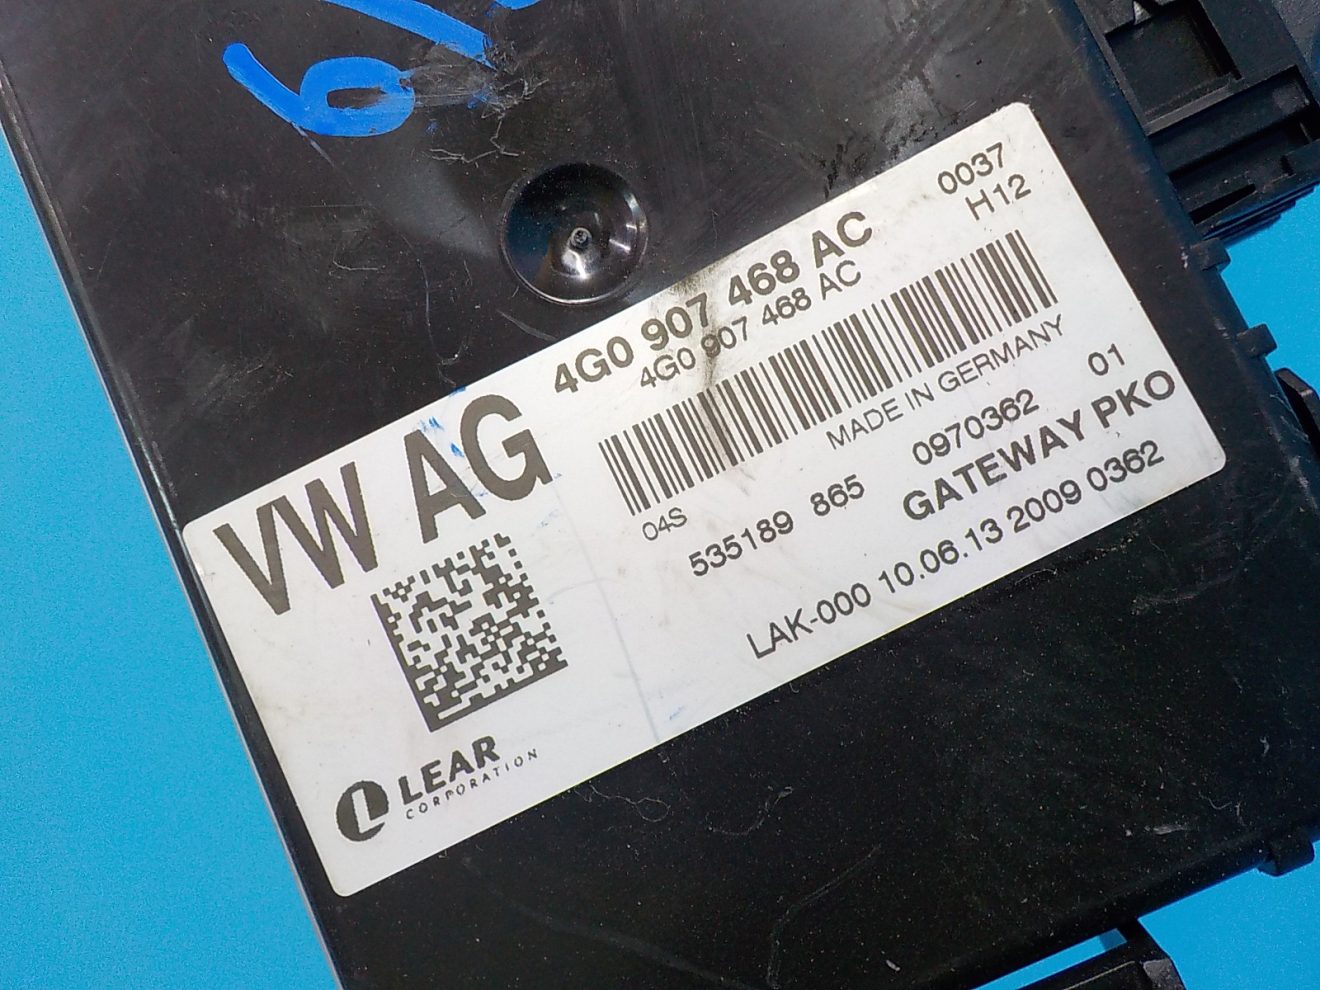 4G0 907 468 AC
0037
4G0 907 468 AC
H12
VW AG
MADE IN GERMANY
04S
535189 865
0970362
01
GATEWAY PKO
LAK-000 10.06.13 2009 0362
LEAR
CORPORATION